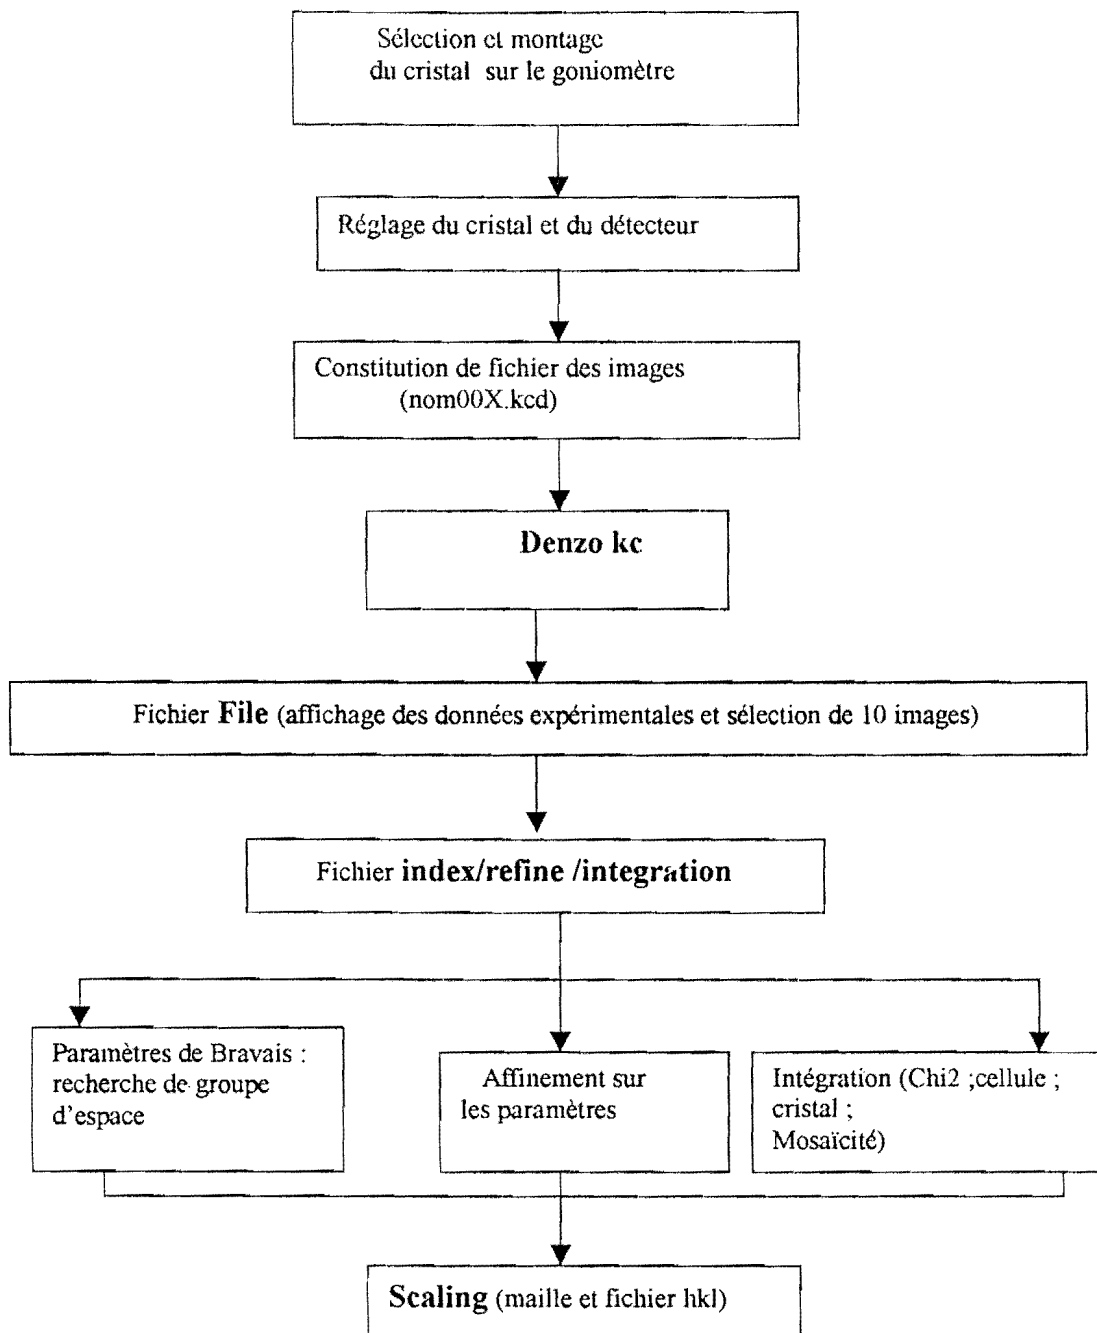 Sélection et montage
du cristal sur le goniomètre
Réglage du cristal et du détecteur
Constitution de fichier des images
(nom00X.kcd)
Denzo kc
Fichier File (affichage des données expérimentales et sélection de 10 images)
Fichier index/refine /integration
Paramètres de Bravais :
recherche de groupe
d'espace
Affinement sur
les paramètres
Intégration (Chi2 ;cellule ;
cristal ;
Mosaïcité)
Scaling (maille et fichier hkl)